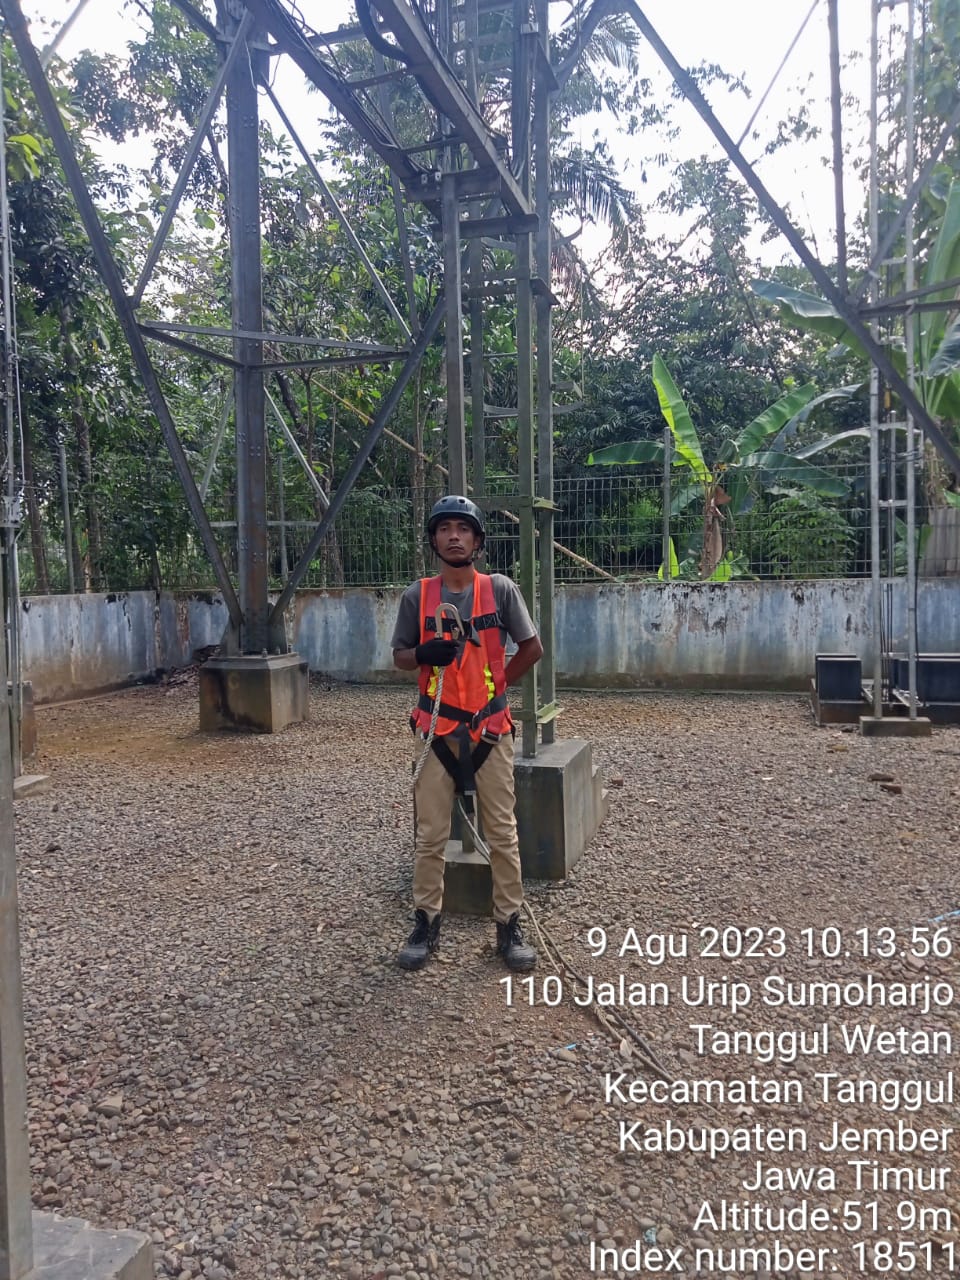 9 Agu 2023 10.13.56
110 Jalan Urip Sumoharjo
Tanggul Wetan
Kecamatan Tanggul
Kabupaten Jember
Jawa Timur
Altitude:51.9m
Index number: 18511